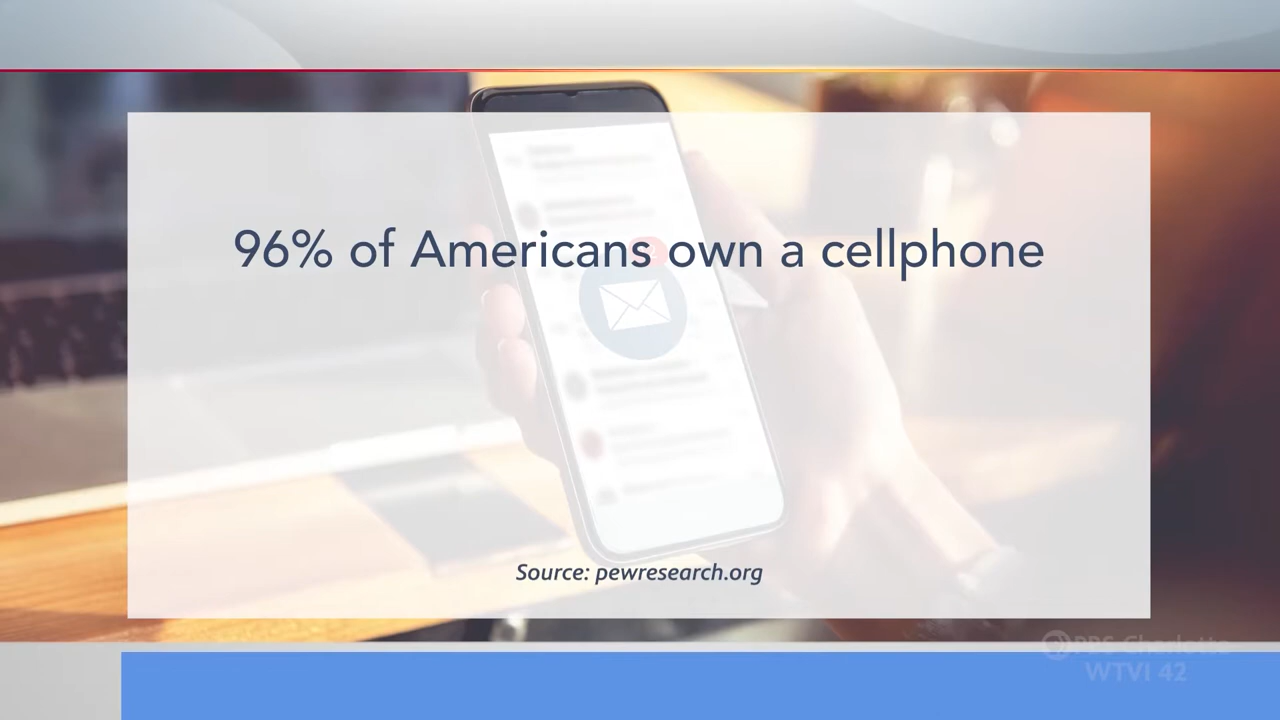 96% of Americans own a cellphone
Source: pewresearch.org
PBS Charlotte
WTVI 42